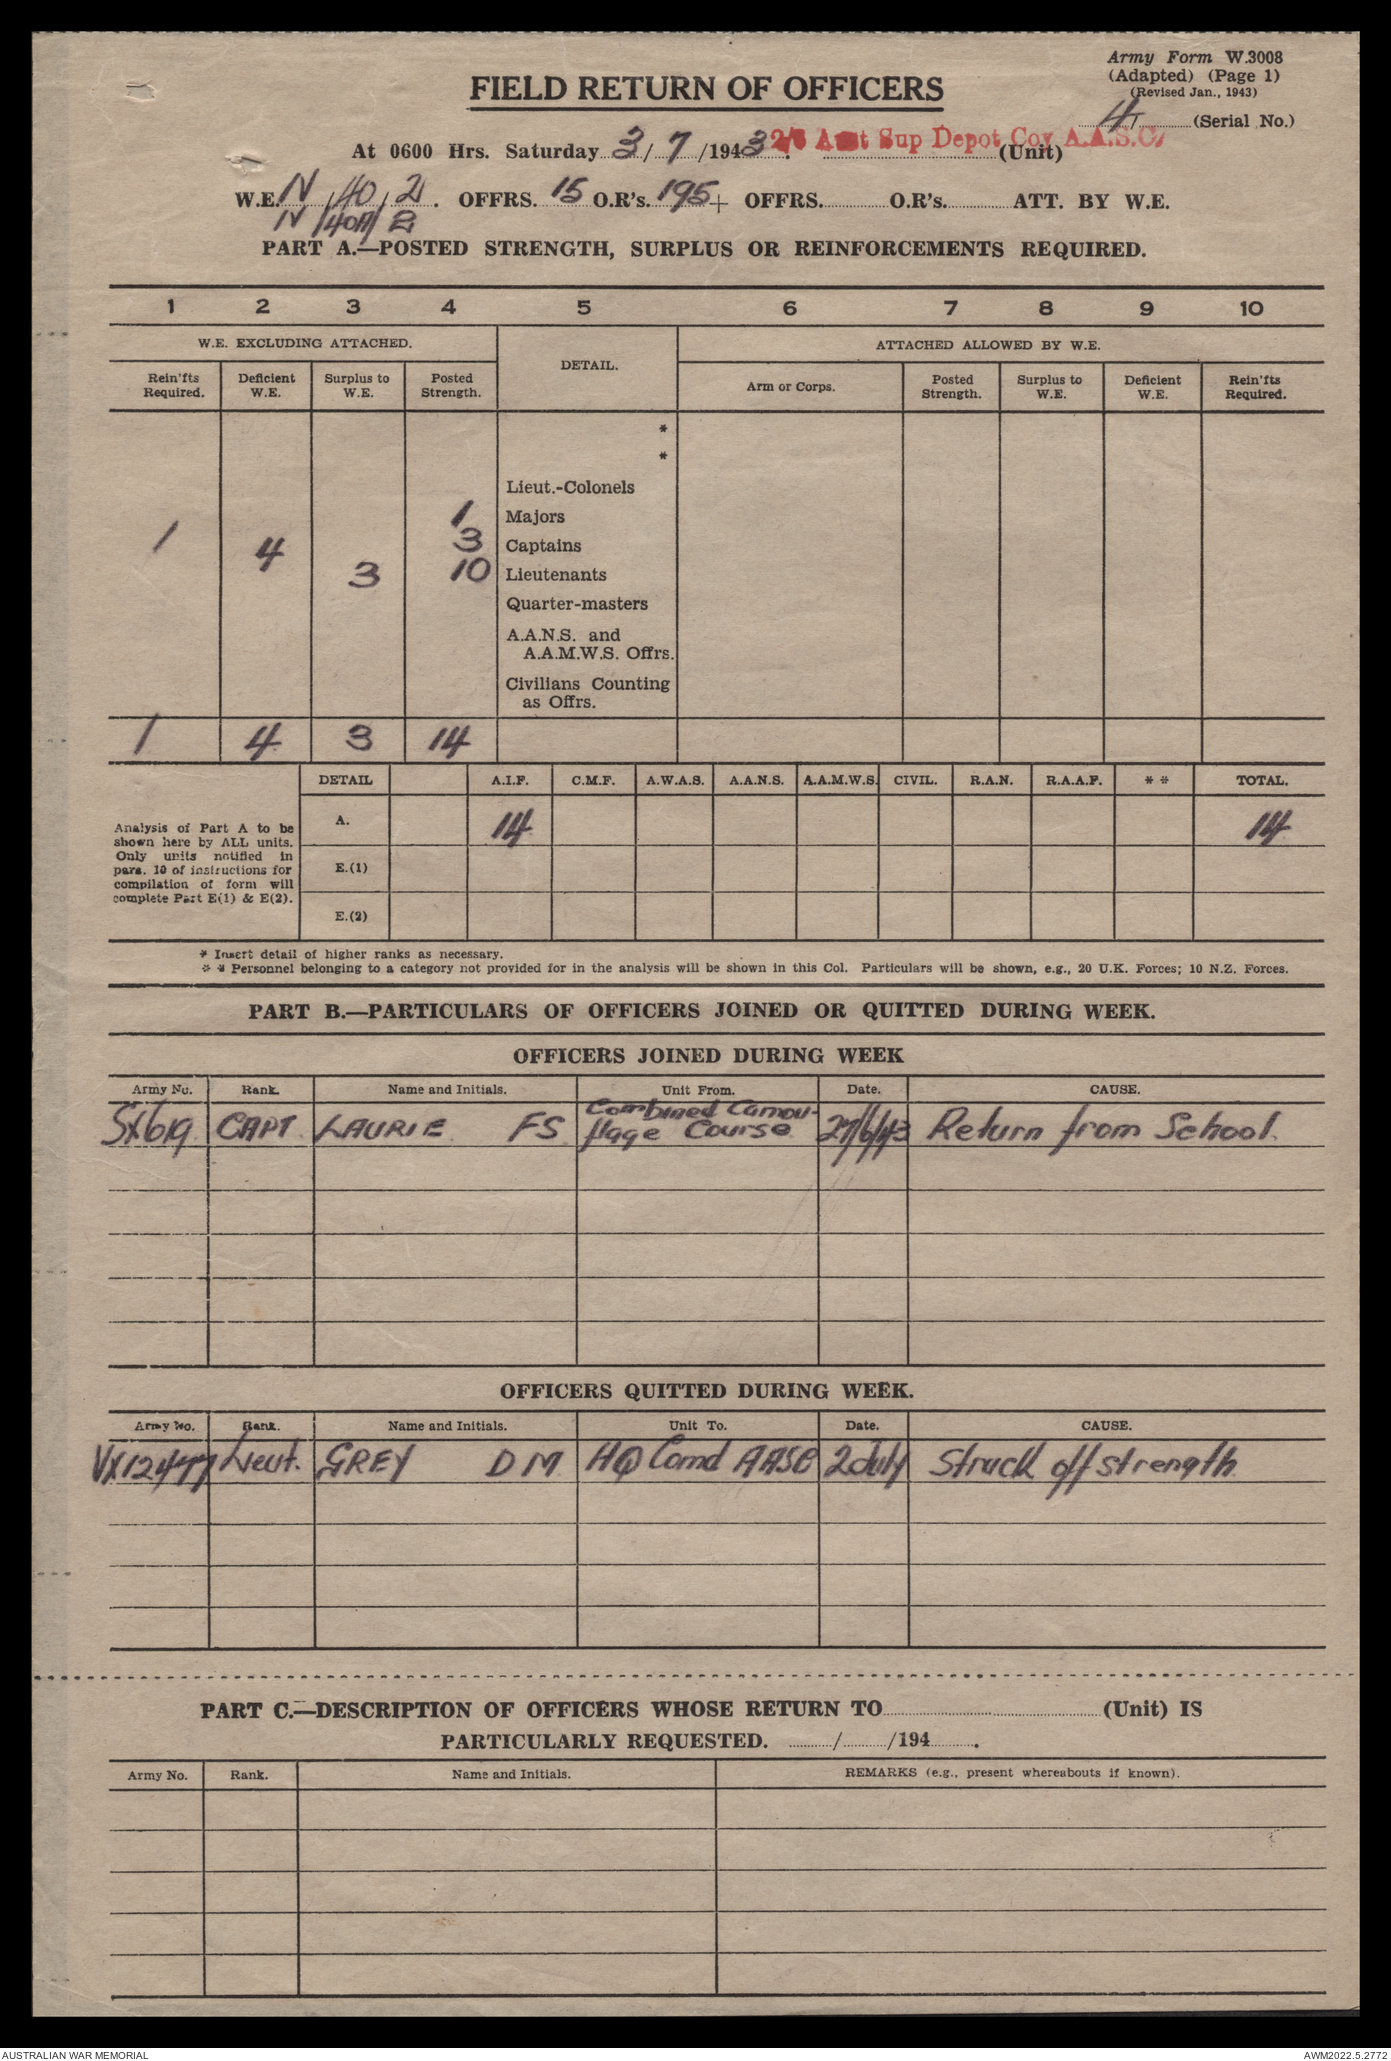 Army Form W.3008
(Adapted) (Page 1)
(Revised Jan., 1943)
FIELD RETURN OF OFFICERS
4 (Serial No.)
At 0600 Hrs. Saturday 3/7/1943. Aust Sup Depot Coy A.A.S.C. (Unit)
W.E. N/40/2. OFFRS. 15 O.R's. 195 + OFFRS. O.R's. ATT. BY W.E.
PART A.—POSTED STRENGTH, SURPLUS OR REINFORCEMENTS REQUIRED.
1 2 3 4 5 6 7 8 9 10
W.E. EXCLUDING ATTACHED. DETAIL. ATTACHED ALLOWED BY W.E.
Rein'fts Required. Deficient W.E. Surplus to W.E. Posted Strength. Arm or Corps. Posted Strength. Surplus to W.E. Deficient W.E. Rein'fts Required.
*
*
Lieut.-Colonels
1 Majors
1 4 3 Captains
3 10 Lieutenants
Quarter-masters
A.A.N.S. and
A.A.M.W.S. Offrs.
Civilians Counting
as Offrs.
1 4 3 14
DETAIL A.I.F. C.M.F. A.W.A.S. A.A.N.S. A.A.M.W.S. CIVIL. R.A.N. R.A.A.F. * * TOTAL.
A. 14 14
Analysis of Part A to be
shown here by ALL units.
Only units notified in
para. 10 of instructions for
compilation of form will
complete Part E(1) & E(2).
E.(1)
E.(2)
* Insert detail of higher ranks as necessary.
* * Personnel belonging to a category not provided for in the analysis will be shown in this Col. Particulars will be shown, e.g., 20 U.K. Forces; 10 N.Z. Forces.
PART B.—PARTICULARS OF OFFICERS JOINED OR QUITTED DURING WEEK.
OFFICERS JOINED DURING WEEK
Army No. Rank. Name and Initials. Unit From. Date. CAUSE.
SX619 CAPT LAURIE FS Combined Camou-
flage Course 27/6/43 Return from School.
OFFICERS QUITTED DURING WEEK.
Army No. Rank. Name and Initials. Unit To. Date. CAUSE.
VX12477 Lieut. GREY D M HQ Comd AASC 2 July Struck off strength
PART C.—DESCRIPTION OF OFFICERS WHOSE RETURN TO (Unit) IS
PARTICULARLY REQUESTED. / /194 .
Army No. Rank. Name and Initials. REMARKS (e.g., present whereabouts if known).
AUSTRALIAN WAR MEMORIAL
AWM2022.5.2772